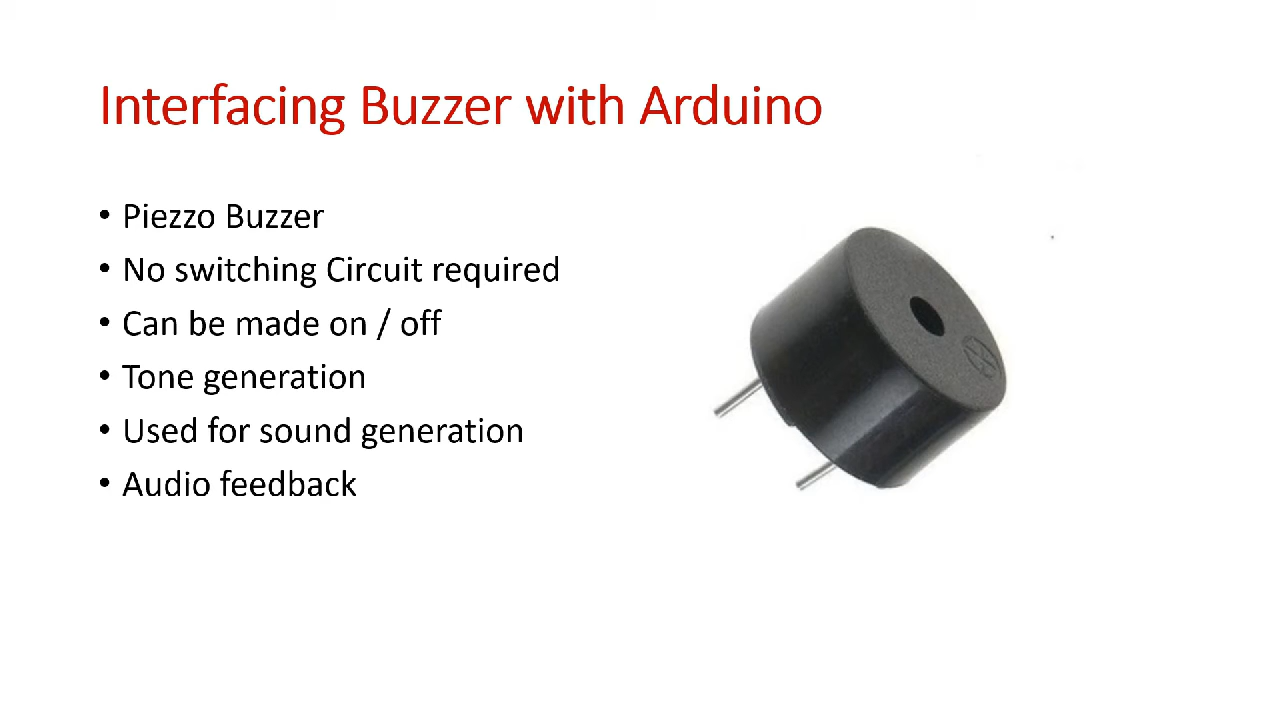 Interfacing Buzzer with Arduino
• Piezzo Buzzer
• No switching Circuit required
• Can be made on / off
• Tone generation
• Used for sound generation
• Audio feedback